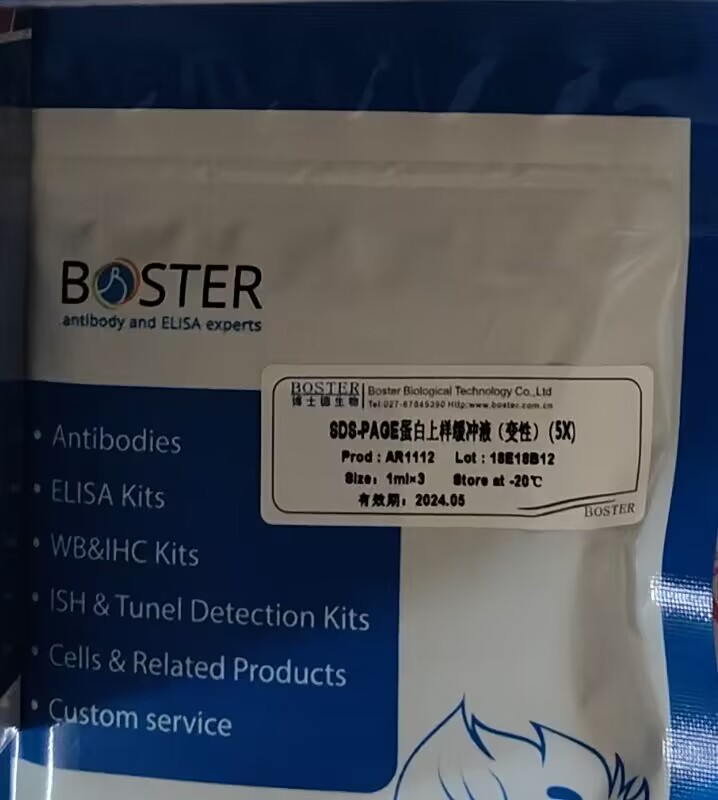 BOSTER
antibody and ELISA experts
BOSTER
博士德生物
Boster Biological Technology Co.,Ltd
Tel:027-67845390 Http:www.boster.com.cn
SDS-PAGE蛋白上样缓冲液(变性)(5X)
Prod:AR1112 Lot:18E18B12
Size:1ml×3 Store at -20℃
有效期:2024.05
BOSTER
• Antibodies
• ELISA Kits
• WB&IHC Kits
• ISH & Tunel Detection Kits
• Cells & Related Products
• Custom service